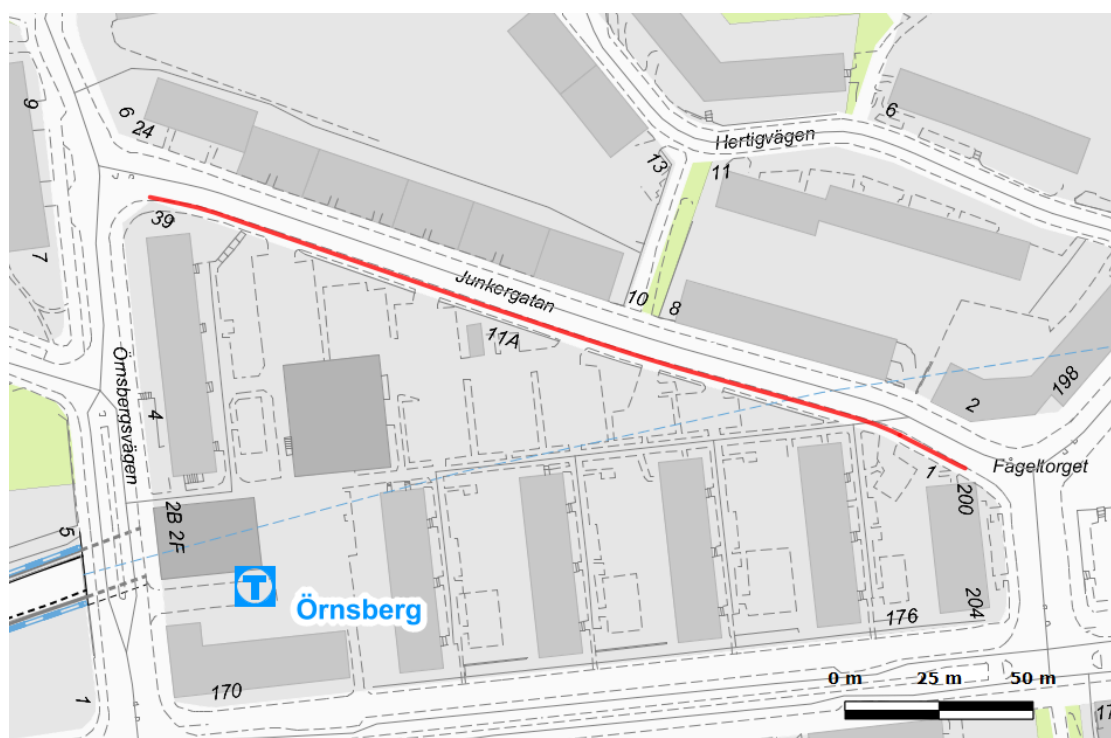 9
6
24
6
Hertigvägen
13
11
39
7
Junkergatan
10
8
11A
Örnsbergsvägen
4
2
198
Fågeltorget
1
200
2B 2F
5
T
Örnsberg
204
176
170
1
0 m 25 m 50 m
17